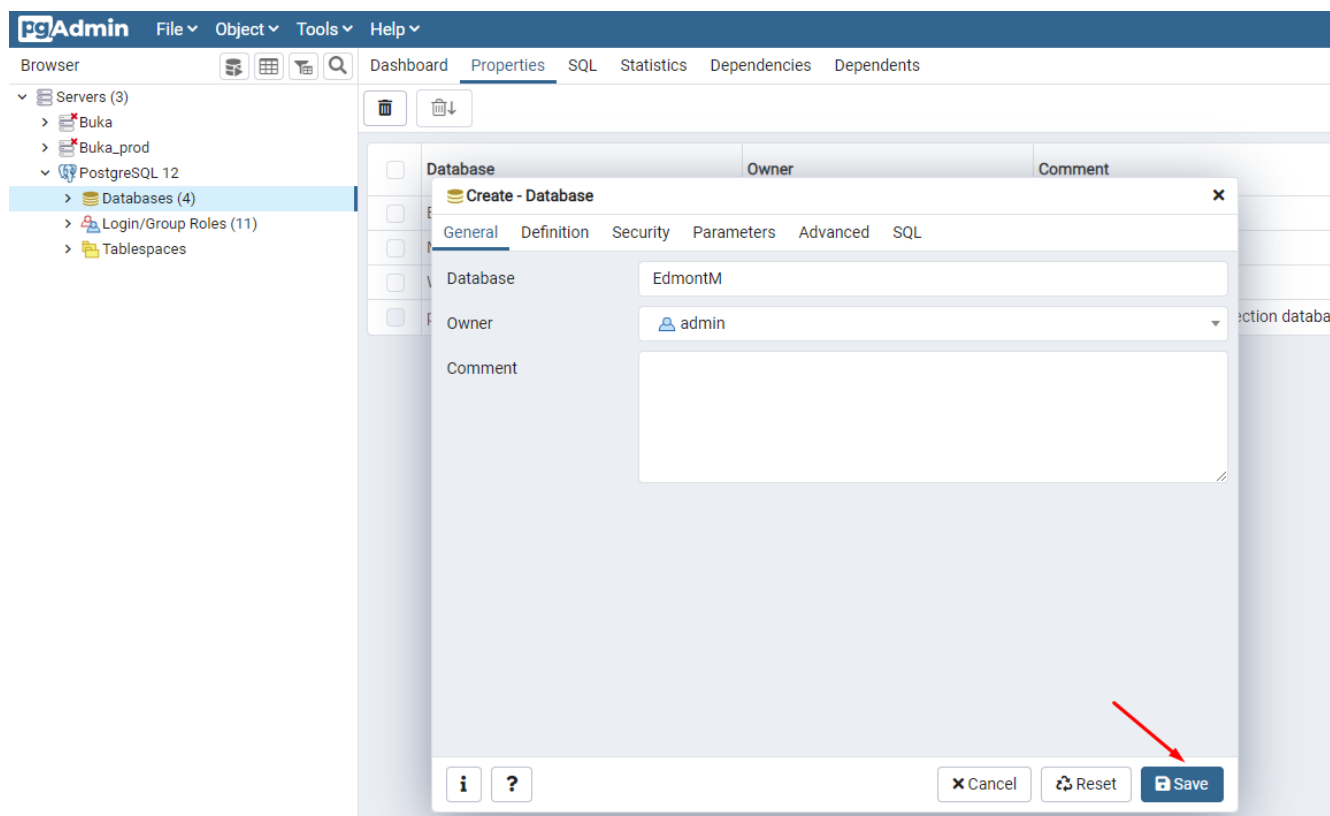 pgAdmin File Object Tools Help
Browser
Dashboard Properties SQL Statistics Dependencies Dependents
Servers (3)
Buka
Buka_prod
PostgreSQL 12
Databases (4)
Login/Group Roles (11)
Tablespaces
Database Owner Comment
Create - Database
General Definition Security Parameters Advanced SQL
Database EdmontM
Owner admin
Comment
i ? Cancel Reset Save